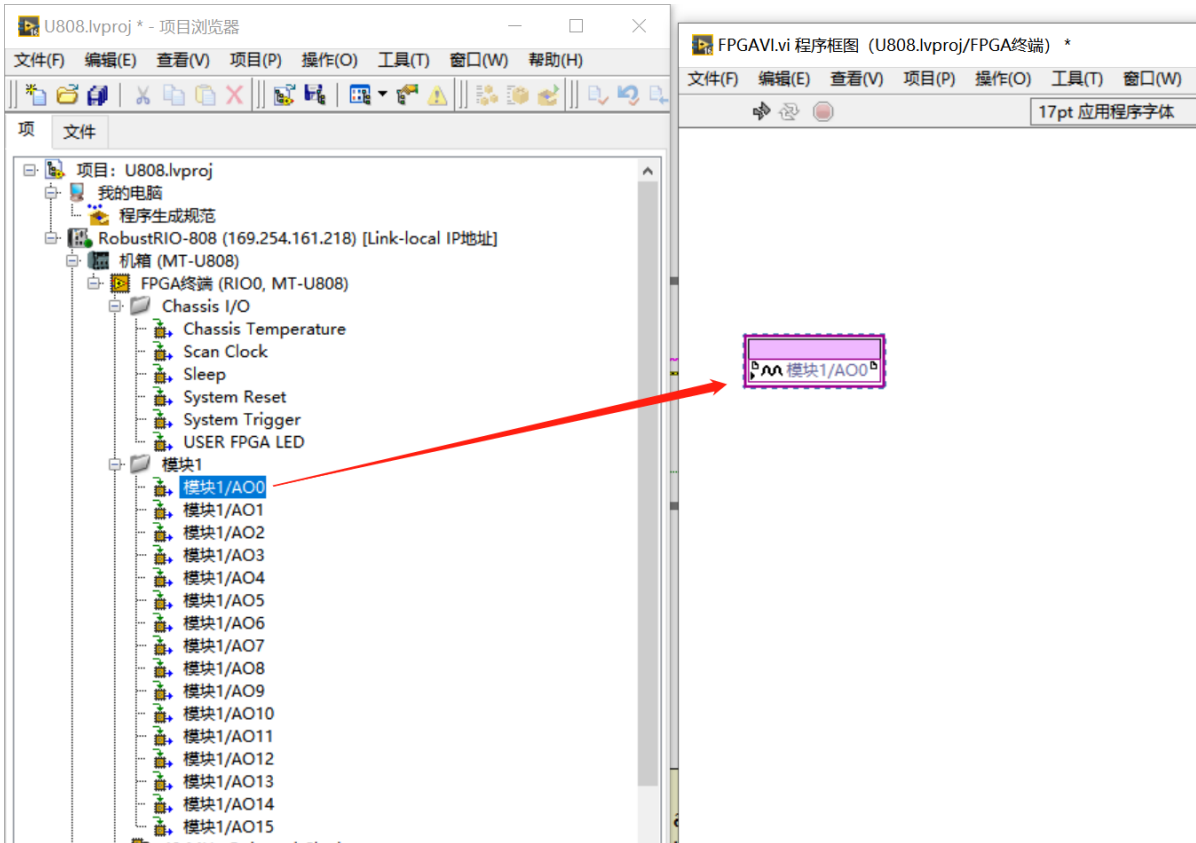 U808.lvproj * - 项目浏览器
文件(F) 编辑(E) 查看(V) 项目(P) 操作(O) 工具(T) 窗口(W) 帮助(H)
项 文件
项目：U808.lvproj
我的电脑
程序生成规范
RobustRIO-808 (169.254.161.218) [Link-local IP地址]
机箱 (MT-U808)
FPGA终端 (RIO0, MT-U808)
Chassis I/O
Chassis Temperature
Scan Clock
Sleep
System Reset
System Trigger
USER FPGA LED
模块1
模块1/AO0
模块1/AO1
模块1/AO2
模块1/AO3
模块1/AO4
模块1/AO5
模块1/AO6
模块1/AO7
模块1/AO8
模块1/AO9
模块1/AO10
模块1/AO11
模块1/AO12
模块1/AO13
模块1/AO14
模块1/AO15
FPGAVI.vi 程序框图（U808.lvproj/FPGA终端） *
文件(F) 编辑(E) 查看(V) 项目(P) 操作(O) 工具(T) 窗口(W)
17pt 应用程序字体
模块1/AO0